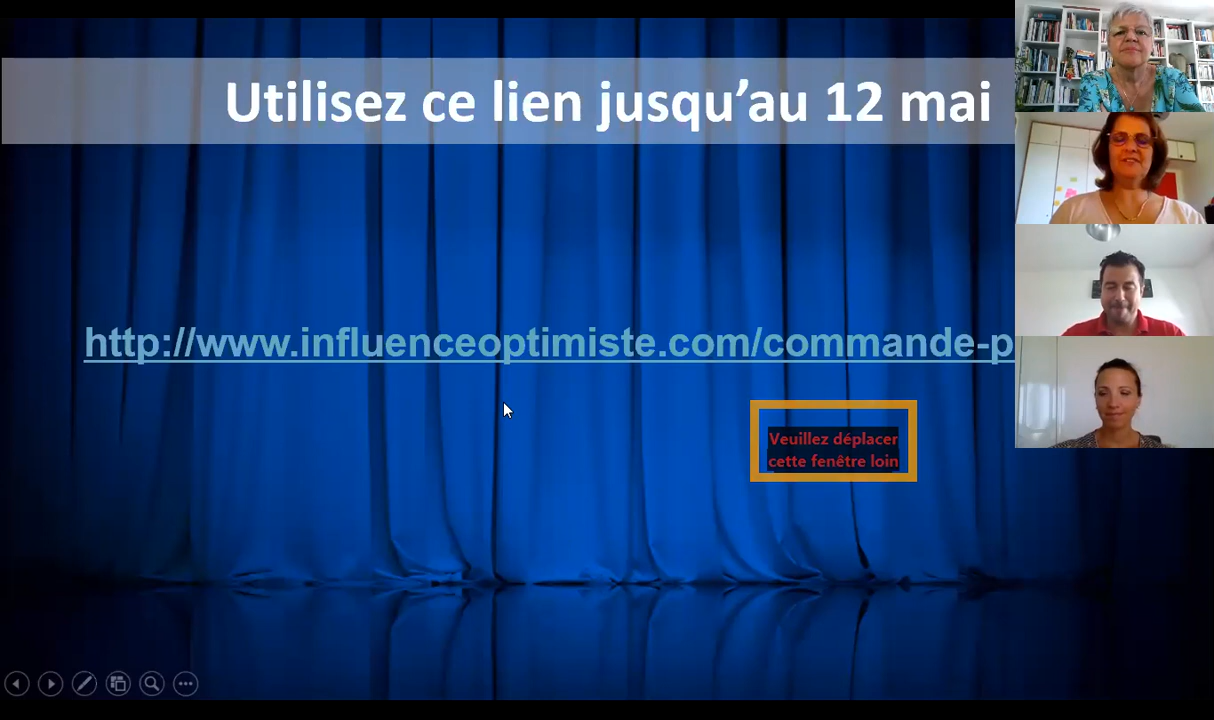 Utilisez ce lien jusqu’au 12 mai
http://www.influenceoptimiste.com/commande-p
Veuillez déplacer
cette fenêtre loin